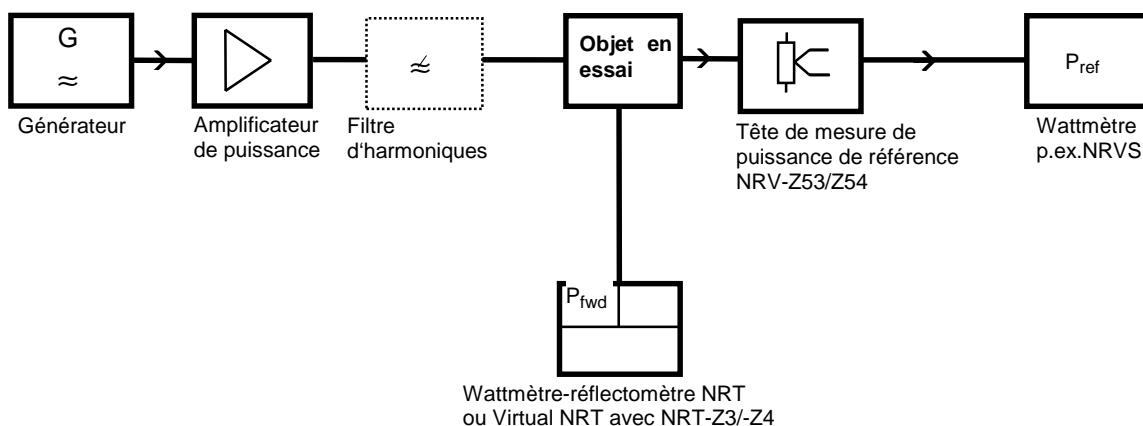 G
≈
Générateur
Amplificateur
de puissance
≉
Filtre
d‘harmoniques
Objet en
essai
Tête de mesure de
puissance de référence
NRV-Z53/Z54
Pref
Wattmètre
p.ex.NRVS
Pfwd
Wattmètre-réflectomètre NRT
ou Virtual NRT avec NRT-Z3/-Z4